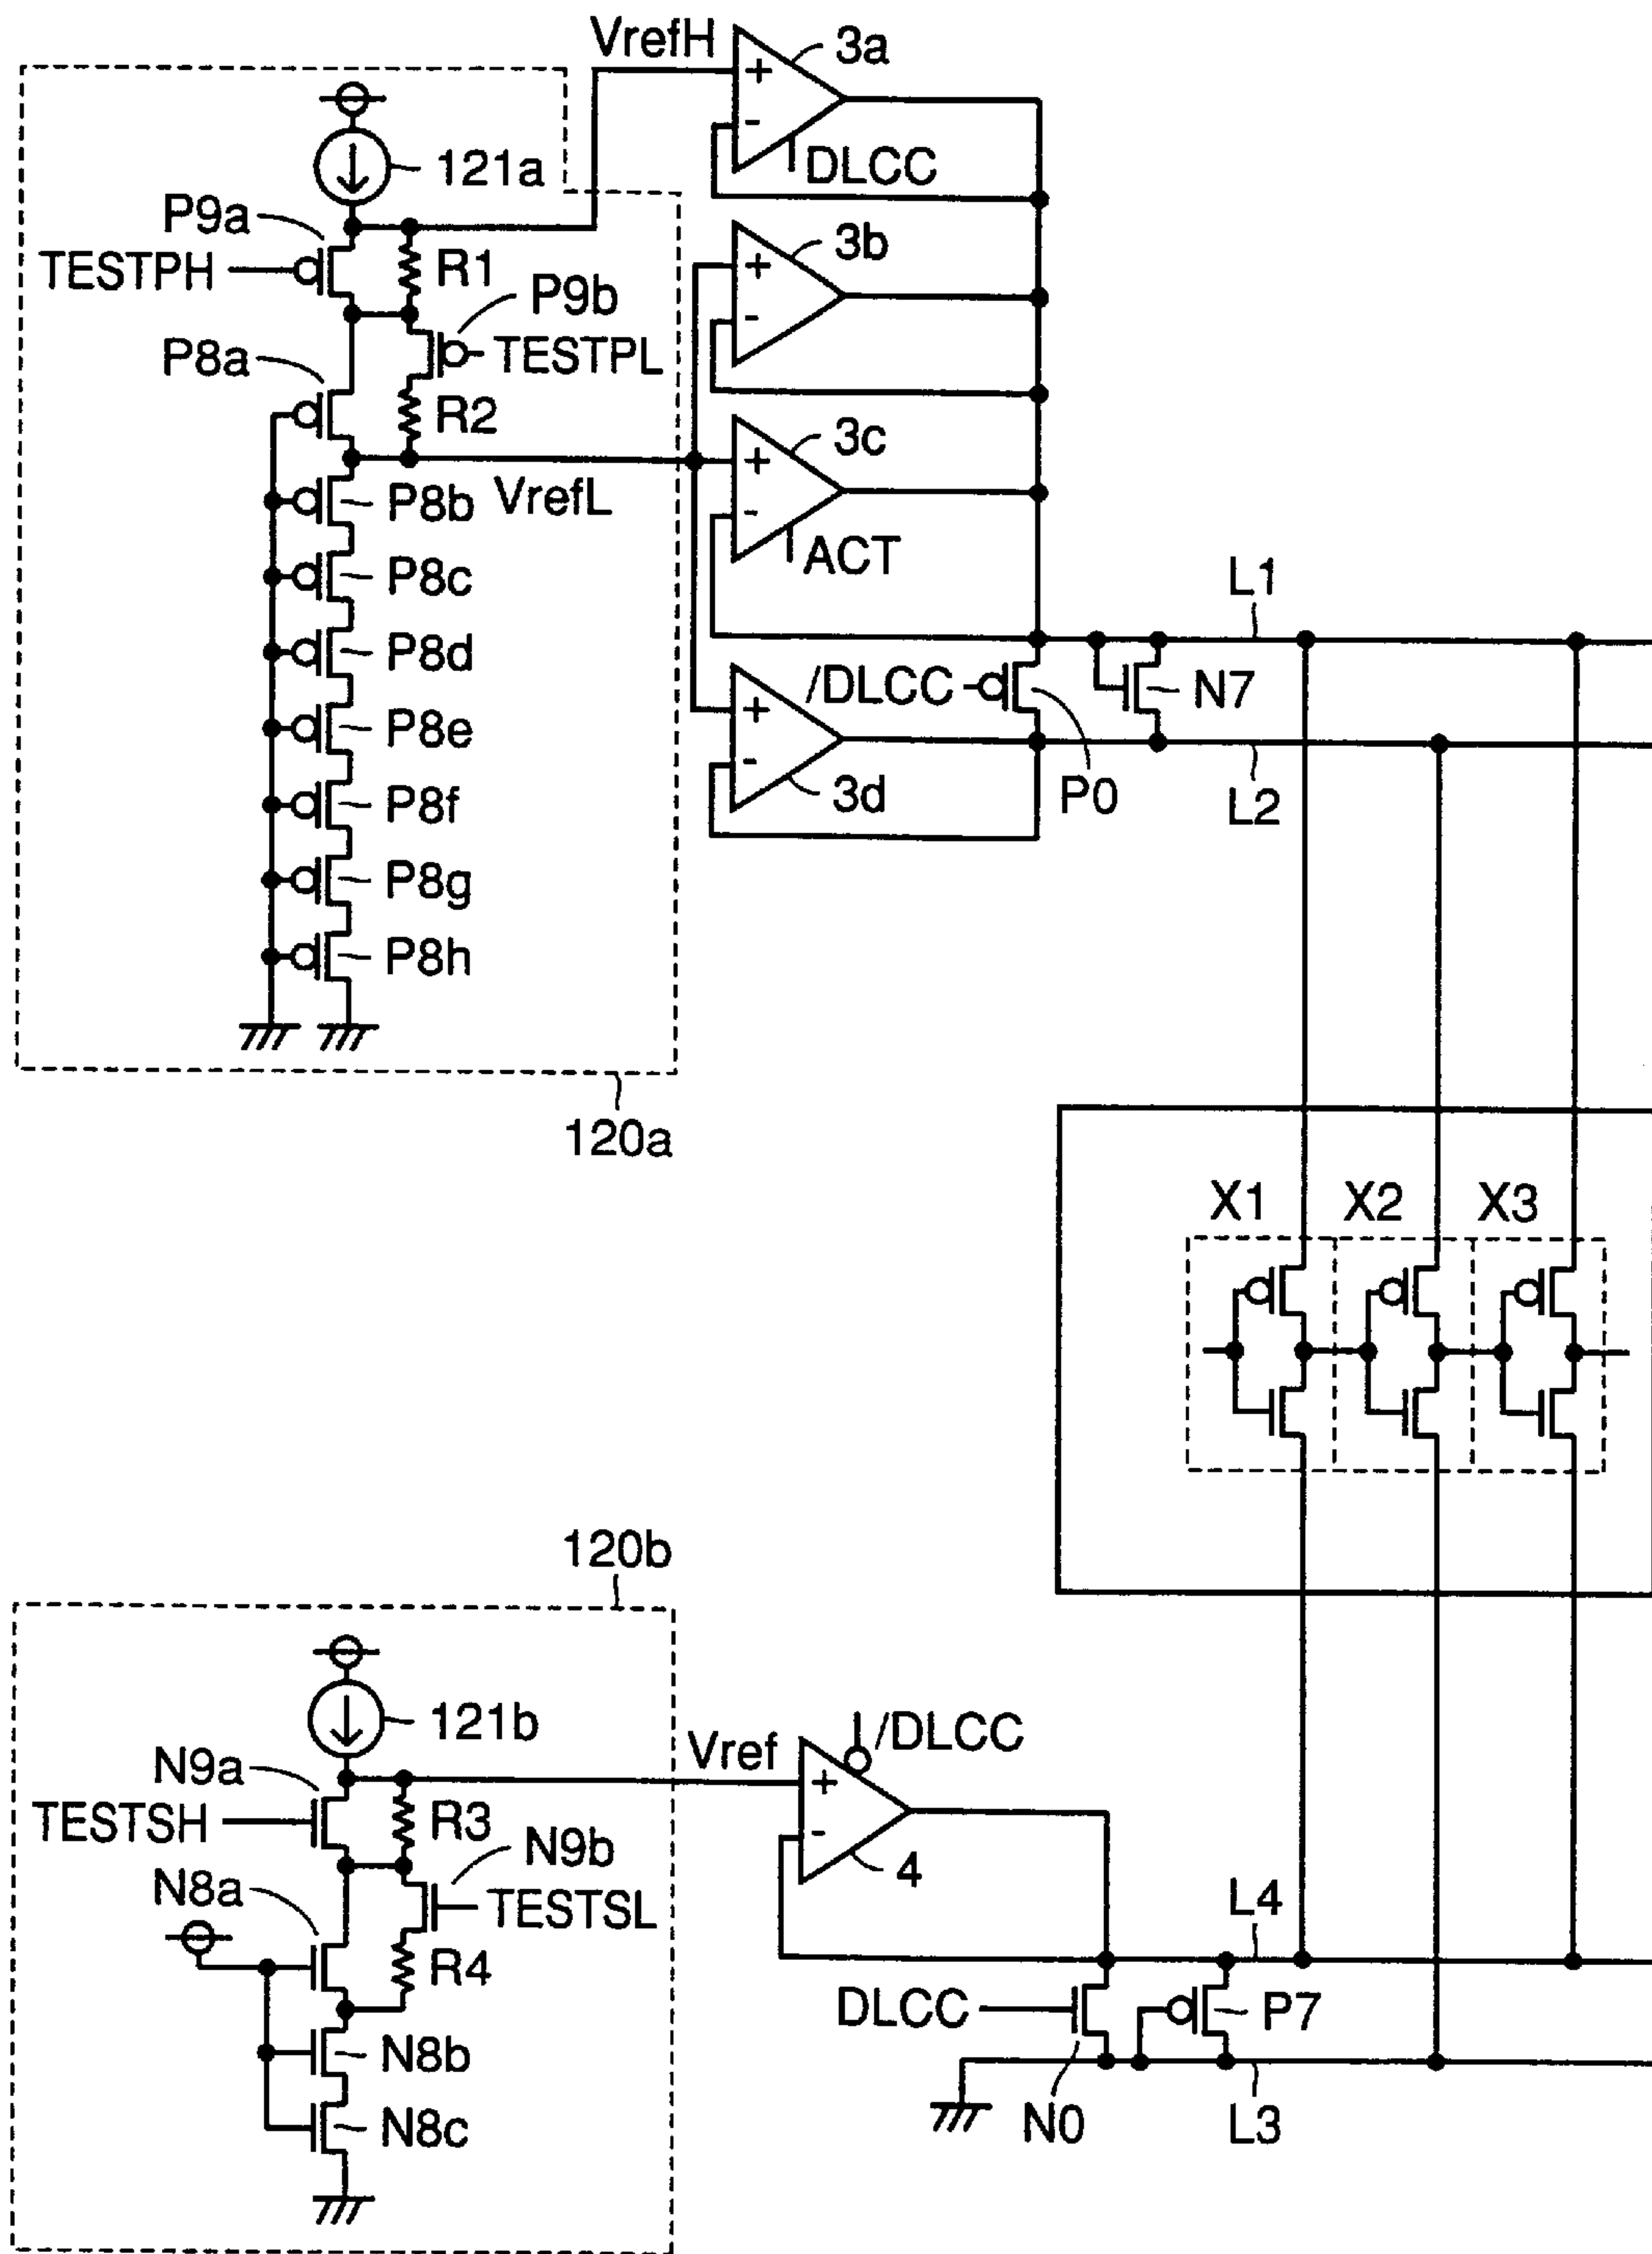 VrefH
3a
+
-
DLCC
121a
P9a
TESTPH
R1
P9b
TESTPL
P8a
R2
VrefL
3b
+
-
3c
+
-
ACT
P8b
P8c
P8d
P8e
P8f
P8g
P8h
120a
/DLCC
+
-
3d
P0
N7
L1
L2
X1
X2
X3
120b
121b
N9a
TESTSH
R3
N9b
TESTSL
N8a
R4
N8b
N8c
Vref
/DLCC
+
-
4
L4
DLCC
P7
N0
L3